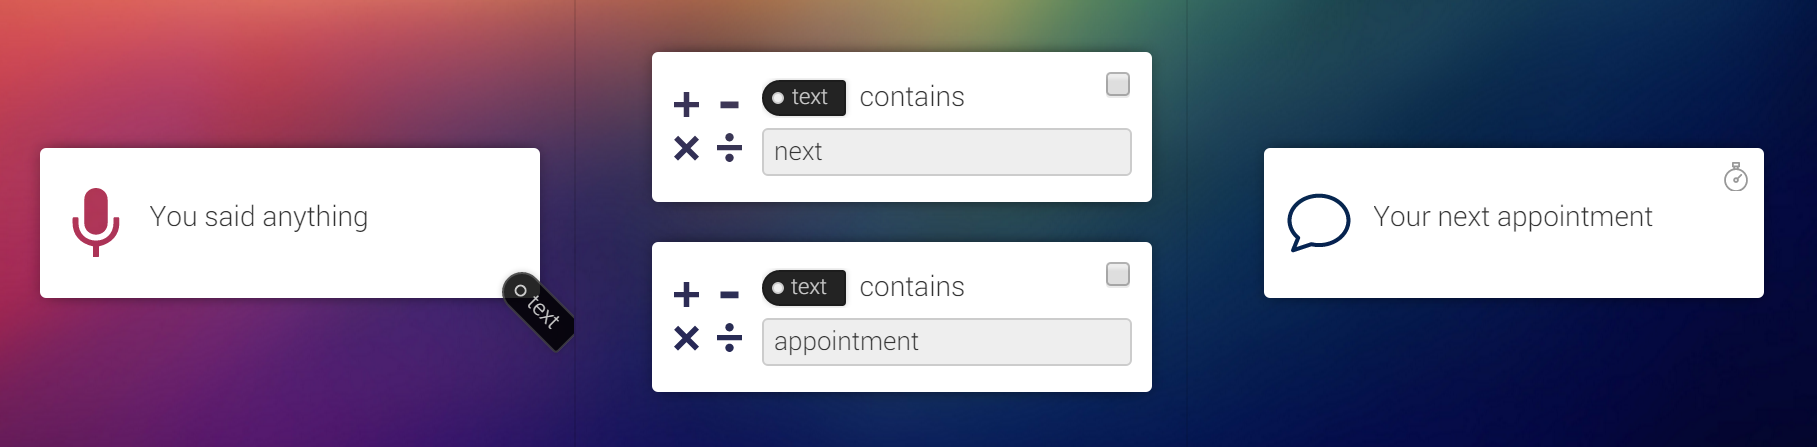 You said anything
text
text contains
next
text contains
appointment
Your next appointment